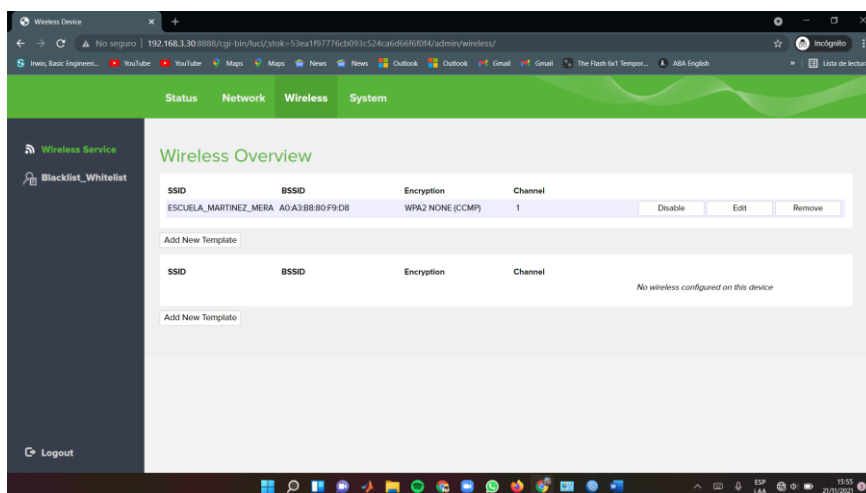 Wireless Device
No seguro 192.168.3.30:8888/cgi-bin/luci/;stok=53ea1f97776cb093c524ca6d66f6f0f4/admin/wireless/
Incógnito
Irwin, Basic Engineeri... YouTube YouTube Maps Maps News News Outlook Outlook Gmail Gmail The Flash 6x1 Tempor... ABA English » Lista de lectura
Status Network Wireless System
Wireless Service
Blacklist_Whitelist
Wireless Overview
SSID BSSID Encryption Channel
ESCUELA_MARTINEZ_MERA A0:A3:B8:80:F9:D8 WPA2 NONE (CCMP) 1 Disable Edit Remove
Add New Template
SSID BSSID Encryption Channel
No wireless configured on this device
Add New Template
Logout
ESP
LAA
15:55
21/11/2021